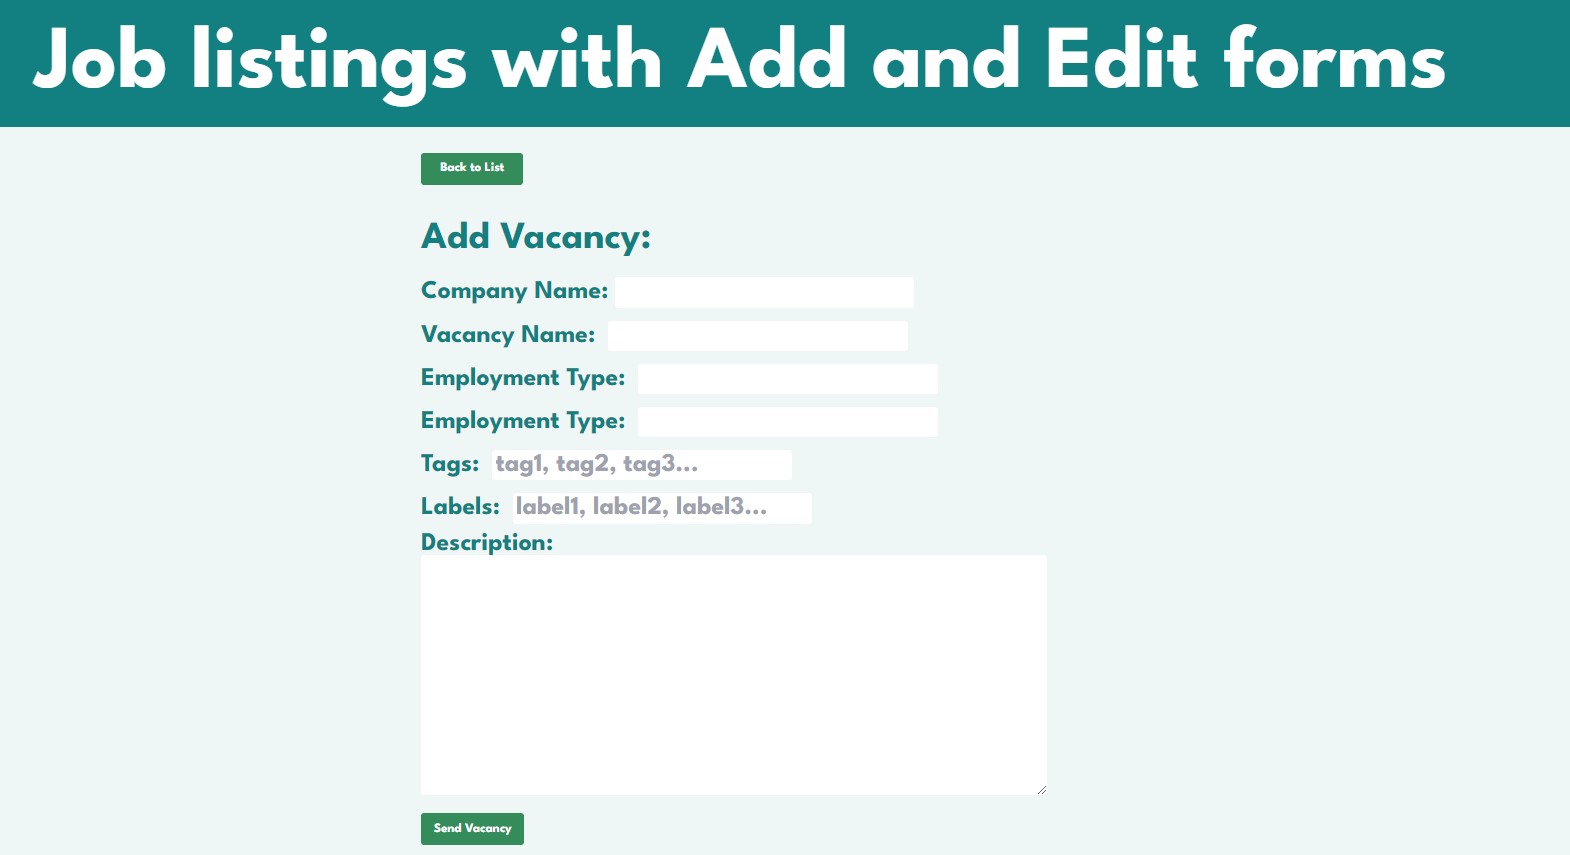 Job listings with Add and Edit forms
Back to List
Add Vacancy:
Company Name:
Vacancy Name:
Employment Type:
Employment Type:
Tags: tag1, tag2, tag3...
Labels: label1, label2, label3...
Description:
Send Vacancy